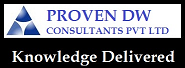 PROVEN DW
CONSULTANTS PVT LTD
Knowledge Delivered